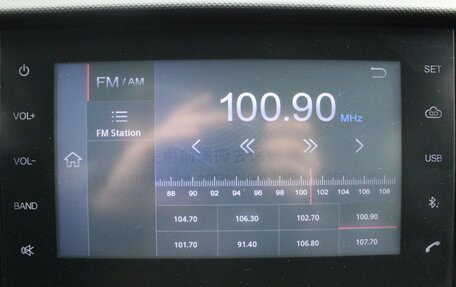 FM / AM
SET
100.90 MHz
VOL+
FM Station
VOL-
USB
88 90 92 94 96 98 100 102 104 106 108
BAND
104.70 106.30 102.70 100.90
101.70 91.40 106.80 107.70